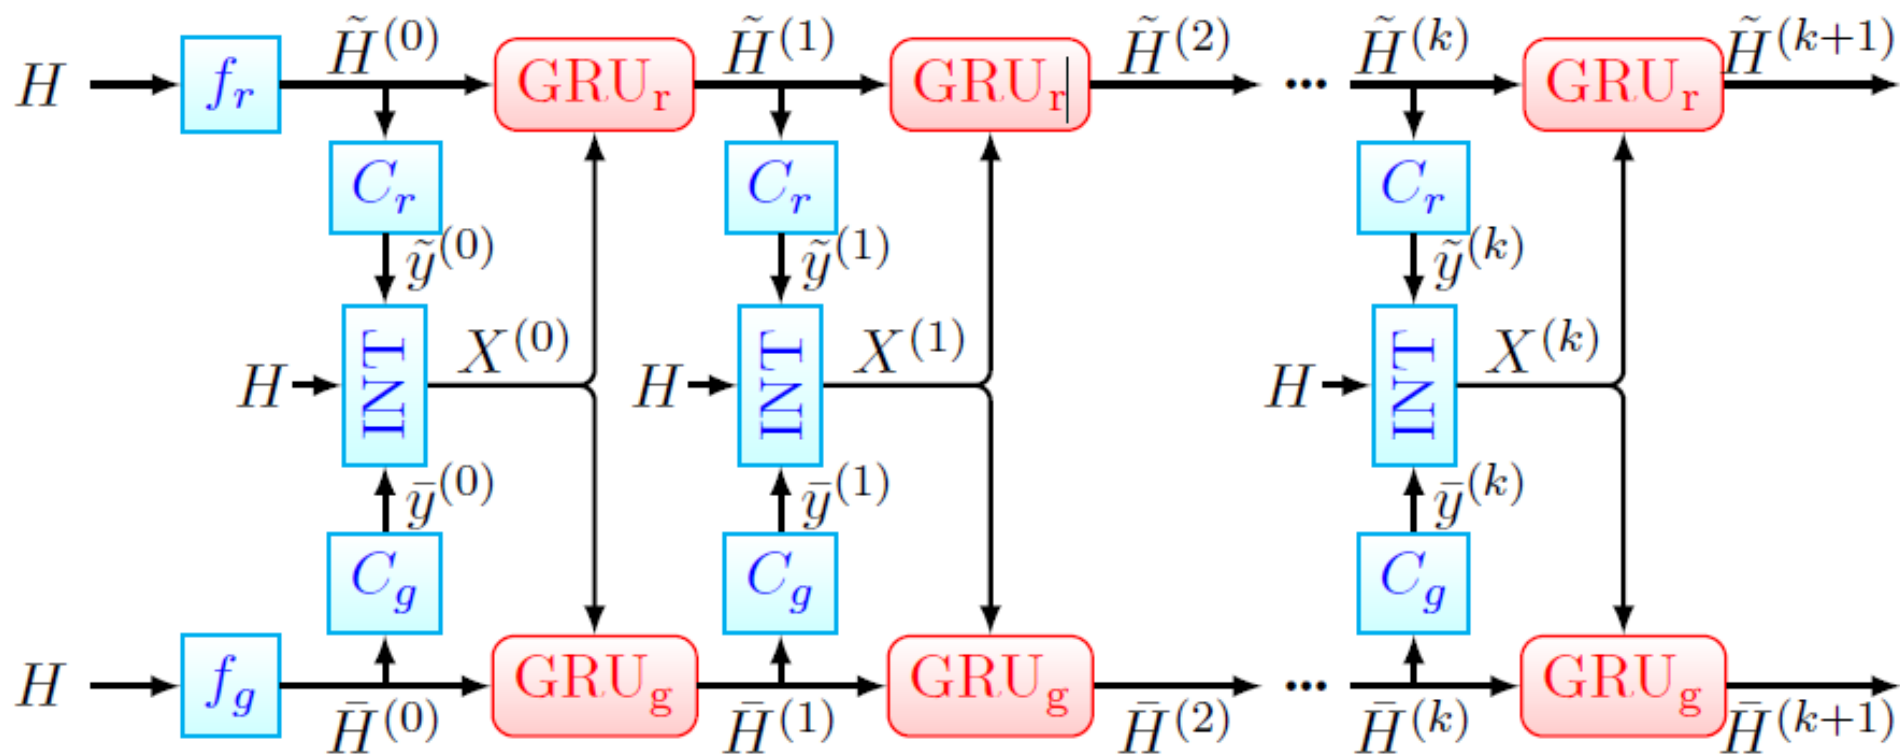 H f_r H̃^(0) GRU_r H̃^(1) GRU_r H̃^(2) ... H̃^(k) GRU_r H̃^(k+1)
C_r C_r C_r
ỹ^(0) ỹ^(1) ỹ^(k)
H INT X^(0) H INT X^(1) H INT X^(k)
ȳ^(0) ȳ^(1) ȳ^(k)
C_g C_g C_g
H f_g H̄^(0) GRU_g H̄^(1) GRU_g H̄^(2) ... H̄^(k) GRU_g H̄^(k+1)